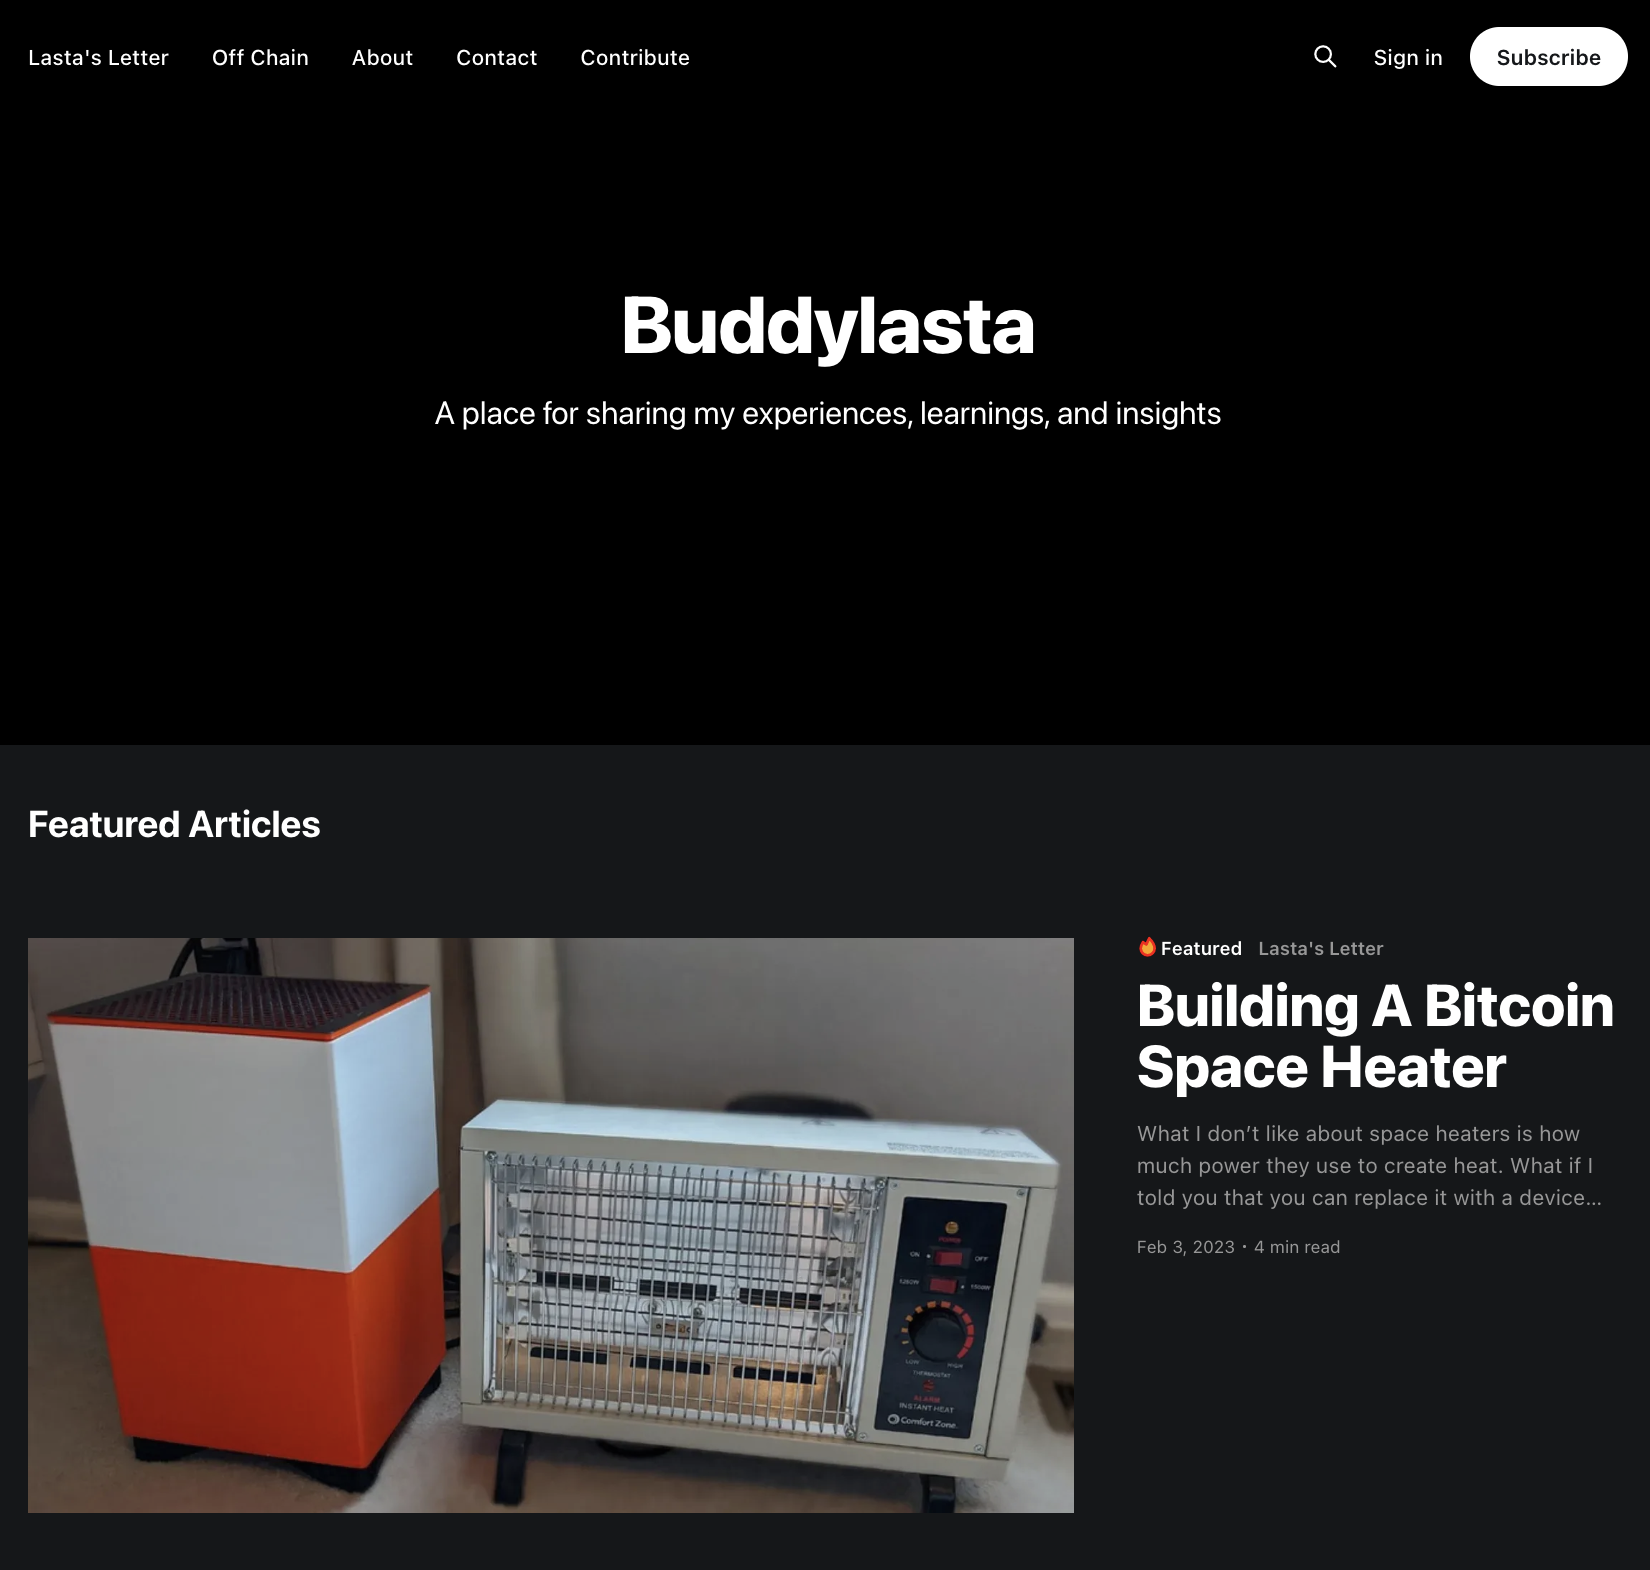 Lasta's Letter
Off Chain
About
Contact
Contribute
Sign in
Subscribe
Buddylasta
A place for sharing my experiences, learnings, and insights
Featured Articles
POWER
ON
OFF
1250W
1500W
LOW
HIGH
THERMOSTAT
ALARM
INSTANT HEAT
Comfort Zone
🔥 Featured
Lasta's Letter
Building A Bitcoin
Space Heater
What I don’t like about space heaters is how
much power they use to create heat. What if I
told you that you can replace it with a device…
Feb 3, 2023 • 4 min read